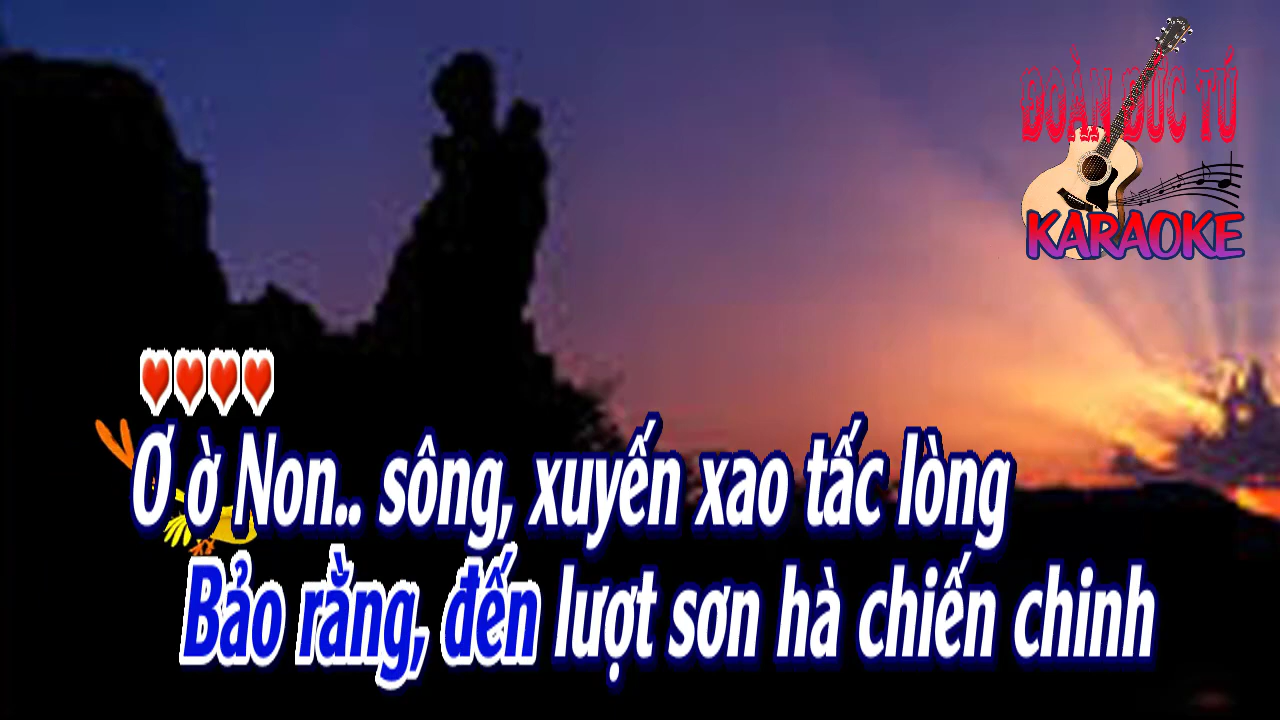 ĐOÀN ĐỨC TÚ
KARAOKE
Ơ ờ Non.. sông, xuyến xao tấc lòng
Bảo rằng, đến lượt sơn hà chiến chinh